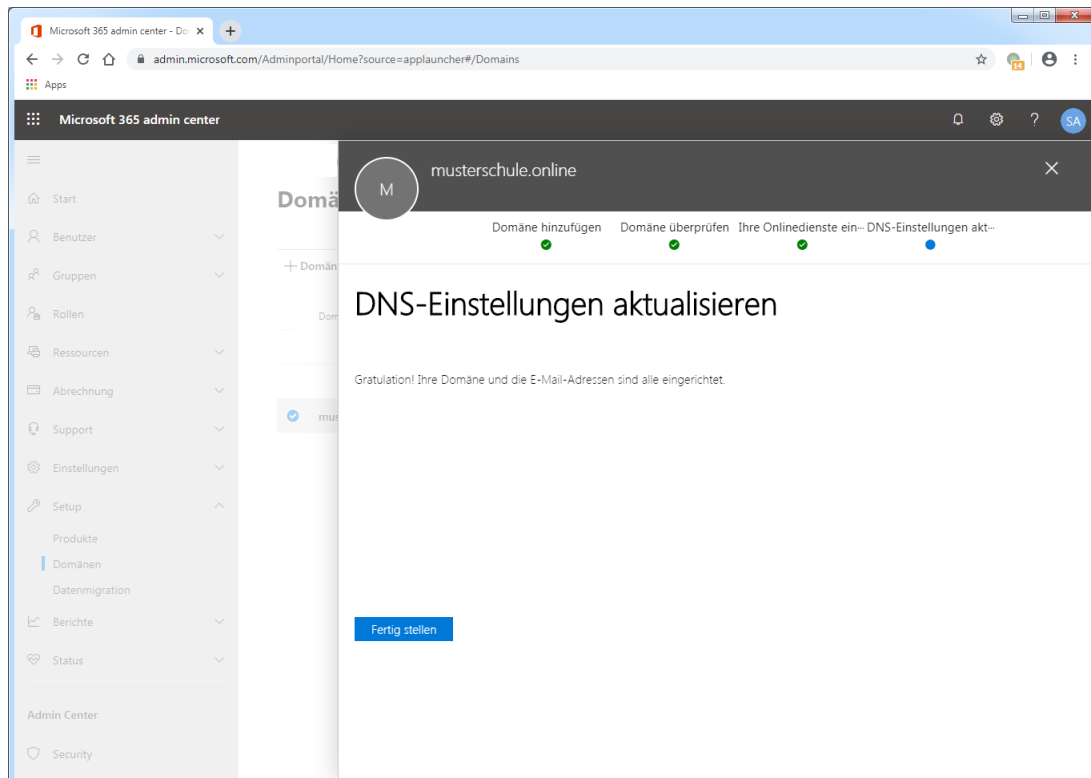 Microsoft 365 admin center - Do
admin.microsoft.com/Adminportal/Home?source=applauncher#/Domains
14
Apps
Microsoft 365 admin center
SA
Start
Benutzer
Gruppen
Rollen
Ressourcen
Abrechnung
Support
Einstellungen
Setup
Produkte
Domänen
Datenmigration
Berichte
Status
Admin Center
Security
Domä
Domän
Dom
mus
M
musterschule.online
Domäne hinzufügen Domäne überprüfen Ihre Onlinedienste ein··· DNS-Einstellungen akt···
DNS-Einstellungen aktualisieren
Gratulation! Ihre Domäne und die E-Mail-Adressen sind alle eingerichtet.
Fertig stellen